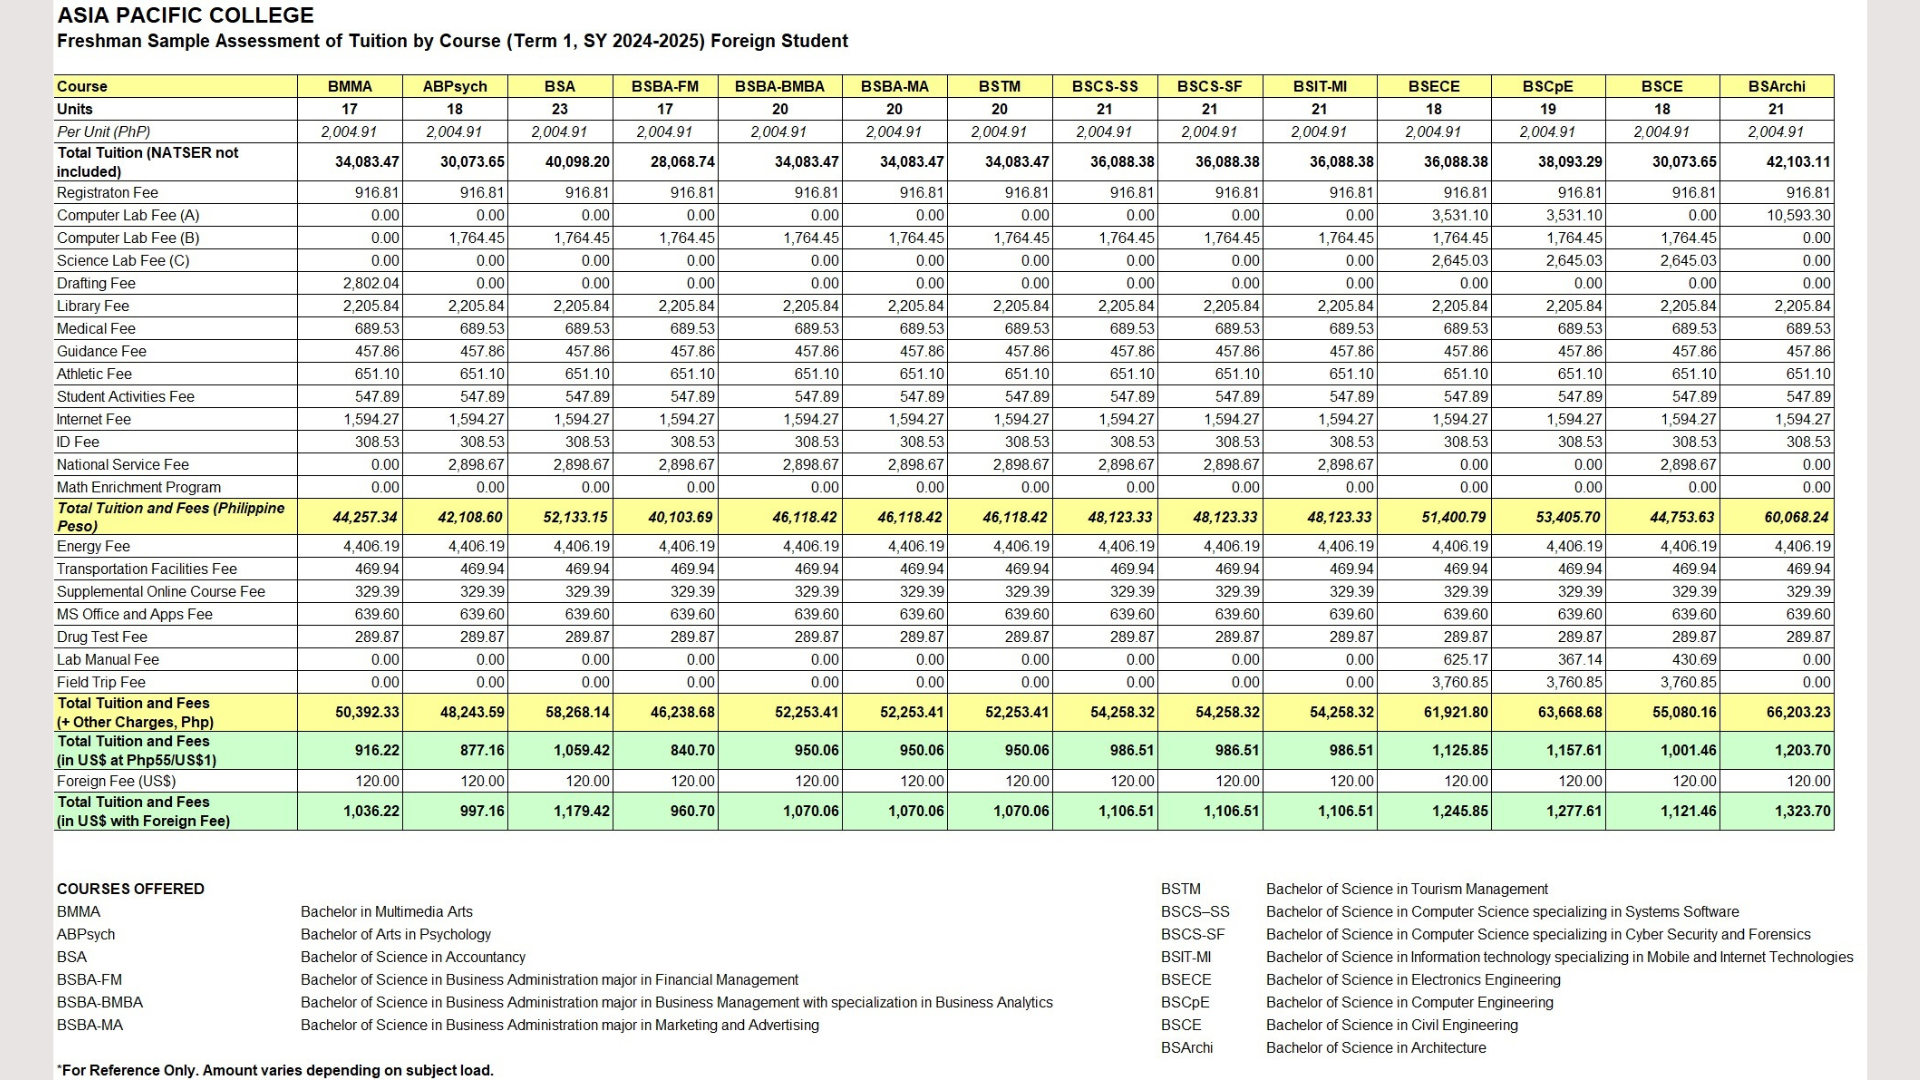 ASIA PACIFIC COLLEGE
Freshman Sample Assessment of Tuition by Course (Term 1, SY 2024-2025) Foreign Student
Course BMMA ABPsych BSA BSBA-FM BSBA-BMBA BSBA-MA BSTM BSCS-SS BSCS-SF BSIT-MI BSECE BSCpE BSCE BSArchi
Units 17 18 23 17 20 20 20 21 21 21 18 19 18 21
Per Unit (PhP) 2,004.91 2,004.91 2,004.91 2,004.91 2,004.91 2,004.91 2,004.91 2,004.91 2,004.91 2,004.91 2,004.91 2,004.91 2,004.91 2,004.91
Total Tuition (NATSER not
included) 34,083.47 30,073.65 40,098.20 28,068.74 34,083.47 34,083.47 34,083.47 36,088.38 36,088.38 36,088.38 36,088.38 38,093.29 30,073.65 42,103.11
Registraton Fee 916.81 916.81 916.81 916.81 916.81 916.81 916.81 916.81 916.81 916.81 916.81 916.81 916.81 916.81
Computer Lab Fee (A) 0.00 0.00 0.00 0.00 0.00 0.00 0.00 0.00 0.00 0.00 3,531.10 3,531.10 0.00 10,593.30
Computer Lab Fee (B) 0.00 1,764.45 1,764.45 1,764.45 1,764.45 1,764.45 1,764.45 1,764.45 1,764.45 1,764.45 1,764.45 1,764.45 1,764.45 0.00
Science Lab Fee (C) 0.00 0.00 0.00 0.00 0.00 0.00 0.00 0.00 0.00 0.00 2,645.03 2,645.03 2,645.03 0.00
Drafting Fee 2,802.04 0.00 0.00 0.00 0.00 0.00 0.00 0.00 0.00 0.00 0.00 0.00 0.00 0.00
Library Fee 2,205.84 2,205.84 2,205.84 2,205.84 2,205.84 2,205.84 2,205.84 2,205.84 2,205.84 2,205.84 2,205.84 2,205.84 2,205.84 2,205.84
Medical Fee 689.53 689.53 689.53 689.53 689.53 689.53 689.53 689.53 689.53 689.53 689.53 689.53 689.53 689.53
Guidance Fee 457.86 457.86 457.86 457.86 457.86 457.86 457.86 457.86 457.86 457.86 457.86 457.86 457.86 457.86
Athletic Fee 651.10 651.10 651.10 651.10 651.10 651.10 651.10 651.10 651.10 651.10 651.10 651.10 651.10 651.10
Student Activities Fee 547.89 547.89 547.89 547.89 547.89 547.89 547.89 547.89 547.89 547.89 547.89 547.89 547.89 547.89
Internet Fee 1,594.27 1,594.27 1,594.27 1,594.27 1,594.27 1,594.27 1,594.27 1,594.27 1,594.27 1,594.27 1,594.27 1,594.27 1,594.27 1,594.27
ID Fee 308.53 308.53 308.53 308.53 308.53 308.53 308.53 308.53 308.53 308.53 308.53 308.53 308.53 308.53
National Service Fee 0.00 2,898.67 2,898.67 2,898.67 2,898.67 2,898.67 2,898.67 2,898.67 2,898.67 2,898.67 0.00 0.00 2,898.67 0.00
Math Enrichment Program 0.00 0.00 0.00 0.00 0.00 0.00 0.00 0.00 0.00 0.00 0.00 0.00 0.00 0.00
Total Tuition and Fees (Philippine
Peso) 44,257.34 42,108.60 52,133.15 40,103.69 46,118.42 46,118.42 46,118.42 48,123.33 48,123.33 48,123.33 51,400.79 53,405.70 44,753.63 60,068.24
Energy Fee 4,406.19 4,406.19 4,406.19 4,406.19 4,406.19 4,406.19 4,406.19 4,406.19 4,406.19 4,406.19 4,406.19 4,406.19 4,406.19 4,406.19
Transportation Facilities Fee 469.94 469.94 469.94 469.94 469.94 469.94 469.94 469.94 469.94 469.94 469.94 469.94 469.94 469.94
Supplemental Online Course Fee 329.39 329.39 329.39 329.39 329.39 329.39 329.39 329.39 329.39 329.39 329.39 329.39 329.39 329.39
MS Office and Apps Fee 639.60 639.60 639.60 639.60 639.60 639.60 639.60 639.60 639.60 639.60 639.60 639.60 639.60 639.60
Drug Test Fee 289.87 289.87 289.87 289.87 289.87 289.87 289.87 289.87 289.87 289.87 289.87 289.87 289.87 289.87
Lab Manual Fee 0.00 0.00 0.00 0.00 0.00 0.00 0.00 0.00 0.00 0.00 625.17 367.14 430.69 0.00
Field Trip Fee 0.00 0.00 0.00 0.00 0.00 0.00 0.00 0.00 0.00 0.00 3,760.85 3,760.85 3,760.85 0.00
Total Tuition and Fees
(+ Other Charges, Php) 50,392.33 48,243.59 58,268.14 46,238.68 52,253.41 52,253.41 52,253.41 54,258.32 54,258.32 54,258.32 61,921.80 63,668.68 55,080.16 66,203.23
Total Tuition and Fees
(in US$ at Php55/US$1) 916.22 877.16 1,059.42 840.70 950.06 950.06 950.06 986.51 986.51 986.51 1,125.85 1,157.61 1,001.46 1,203.70
Foreign Fee (US$) 120.00 120.00 120.00 120.00 120.00 120.00 120.00 120.00 120.00 120.00 120.00 120.00 120.00 120.00
Total Tuition and Fees
(in US$ with Foreign Fee) 1,036.22 997.16 1,179.42 960.70 1,070.06 1,070.06 1,070.06 1,106.51 1,106.51 1,106.51 1,245.85 1,277.61 1,121.46 1,323.70
COURSES OFFERED
BMMA Bachelor in Multimedia Arts
ABPsych Bachelor of Arts in Psychology
BSA Bachelor of Science in Accountancy
BSBA-FM Bachelor of Science in Business Administration major in Financial Management
BSBA-BMBA Bachelor of Science in Business Administration major in Business Management with specialization in Business Analytics
BSBA-MA Bachelor of Science in Business Administration major in Marketing and Advertising
BSTM Bachelor of Science in Tourism Management
BSCS–SS Bachelor of Science in Computer Science specializing in Systems Software
BSCS-SF Bachelor of Science in Computer Science specializing in Cyber Security and Forensics
BSIT-MI Bachelor of Science in Information technology specializing in Mobile and Internet Technologies
BSECE Bachelor of Science in Electronics Engineering
BSCpE Bachelor of Science in Computer Engineering
BSCE Bachelor of Science in Civil Engineering
BSArchi Bachelor of Science in Architecture
*For Reference Only. Amount varies depending on subject load.